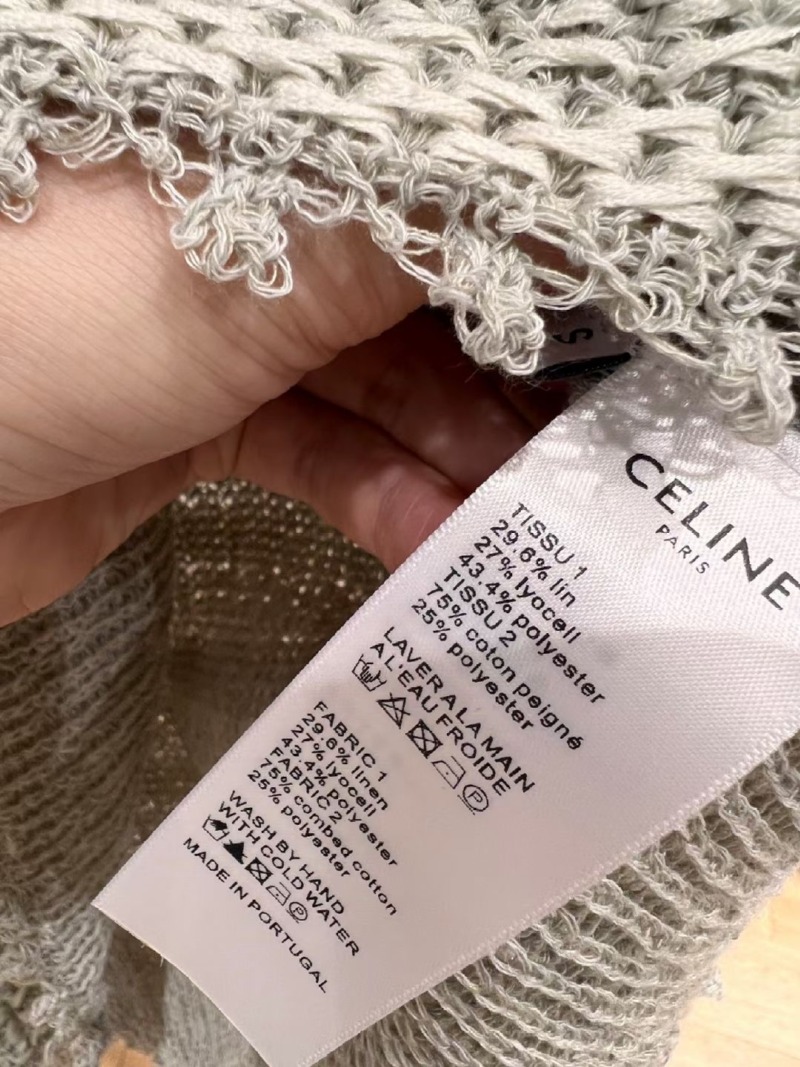 S
CELINE
PARIS
TISSU 1
29.6% lin
27% lyocell
43.4% polyester
TISSU 2
75% coton peigné
25% polyester
LAVER A LA MAIN
A L'EAU FROIDE
P
FABRIC 1
29.6% linen
27% lyocell
43.4% polyester
FABRIC 2
75% combed cotton
25% polyester
WASH BY HAND
WITH COLD WATER
P
MADE IN PORTUGAL